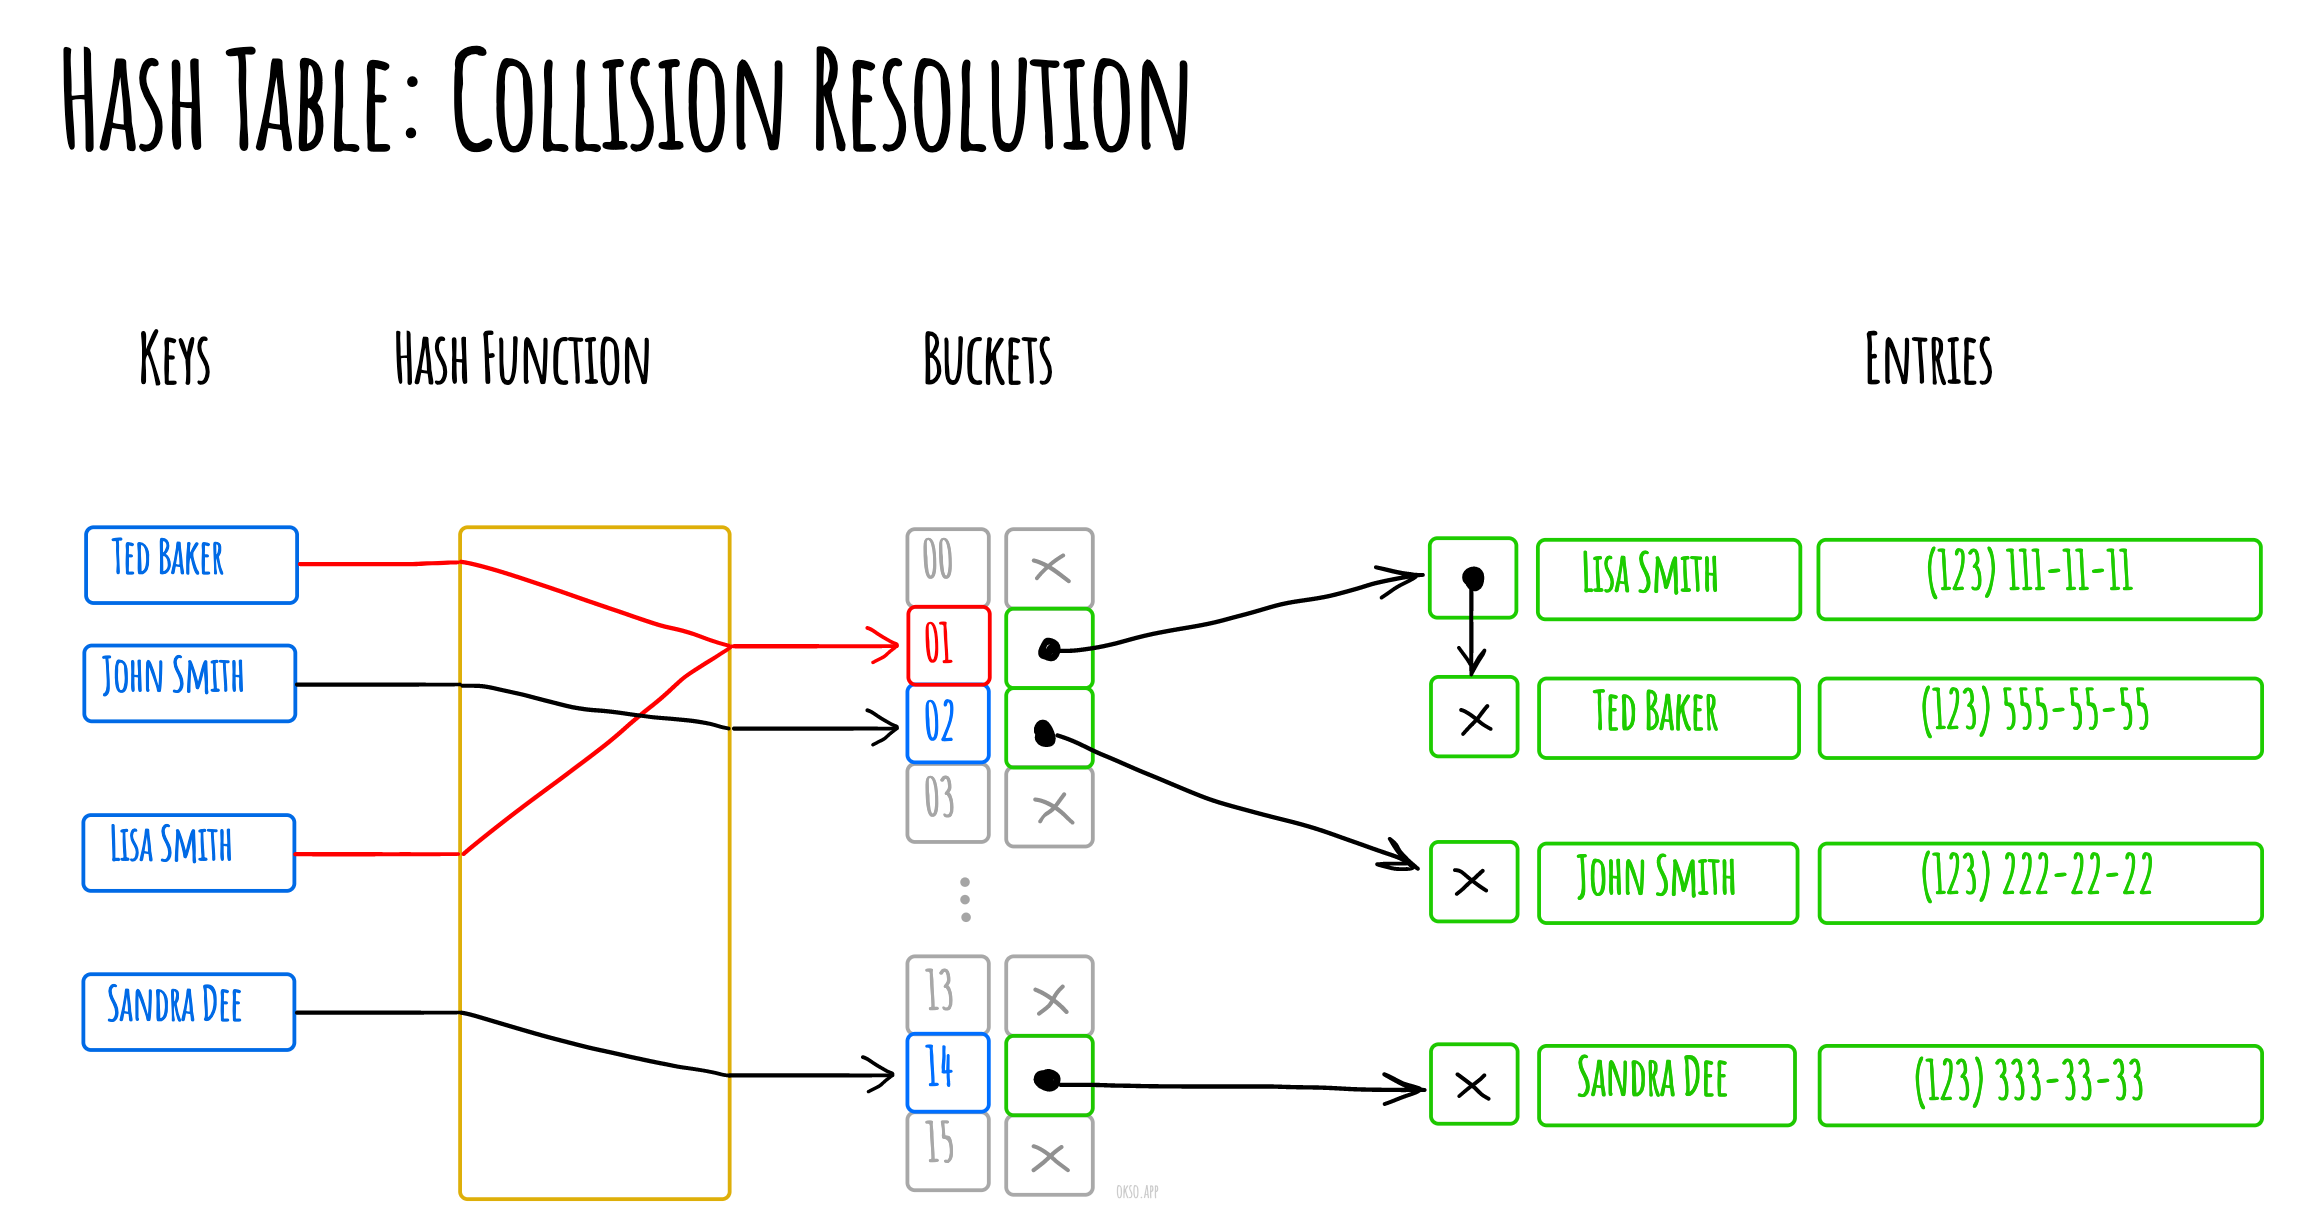 Hash Table: Collision Resolution
Keys
Hash Function
Buckets
Entries
Ted Baker
John Smith
Lisa Smith
Sandra Dee
00
01
02
03
13
14
15
Lisa Smith (123) 111-11-11
Ted Baker (123) 555-55-55
John Smith (123) 222-22-22
Sandra Dee (123) 333-33-33
okso.app